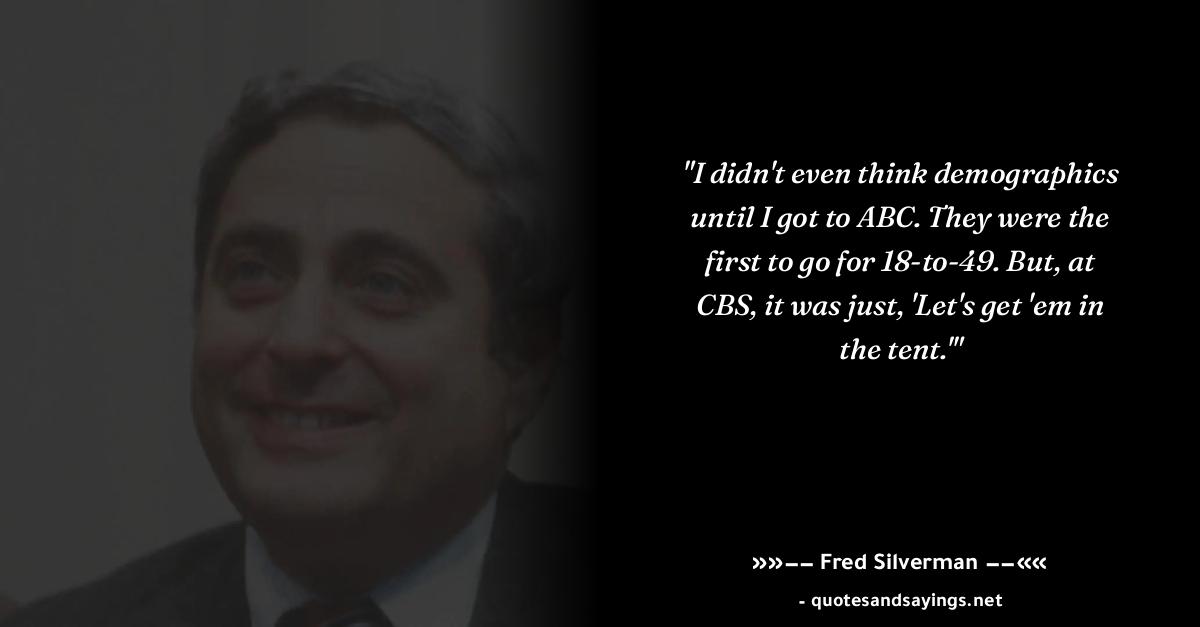 "I didn't even think demographics
until I got to ABC. They were the
first to go for 18-to-49. But, at
CBS, it was just, 'Let's get 'em in
the tent.'"
»»–– Fred Silverman ––««
- quotesandsayings.net